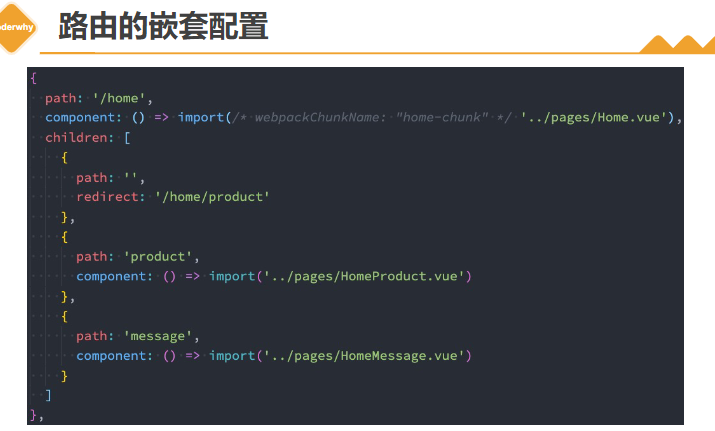 oderwhy
路由的嵌套配置
{
path: '/home',
component: () => import(/* webpackChunkName: "home-chunk" */ '../pages/Home.vue'),
children: [
{
path: '',
redirect: '/home/product'
},
{
path: 'product',
component: () => import('../pages/HomeProduct.vue')
},
{
path: 'message',
component: () => import('../pages/HomeMessage.vue')
}
]
},